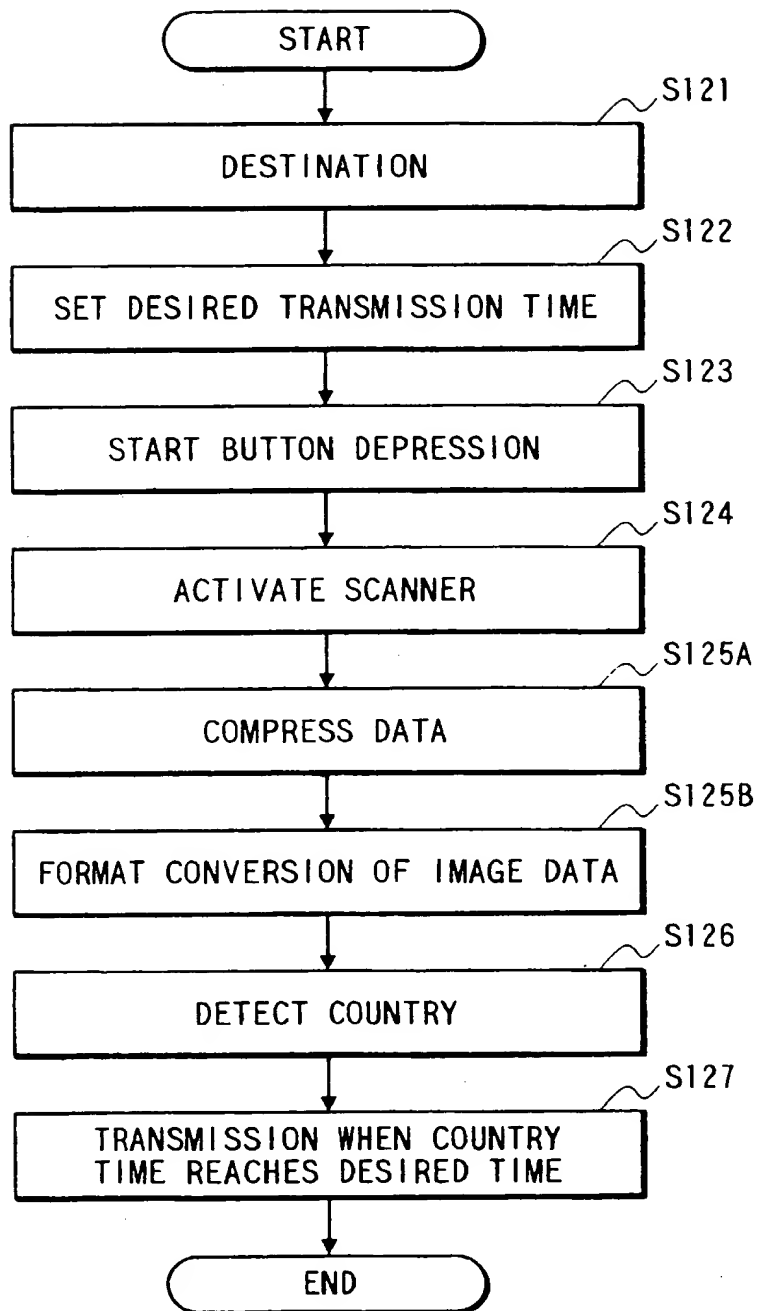 START
S121
DESTINATION
S122
SET DESIRED TRANSMISSION TIME
S123
START BUTTON DEPRESSION
S124
ACTIVATE SCANNER
S125A
COMPRESS DATA
S125B
FORMAT CONVERSION OF IMAGE DATA
S126
DETECT COUNTRY
S127
TRANSMISSION WHEN COUNTRY
TIME REACHES DESIRED TIME
END